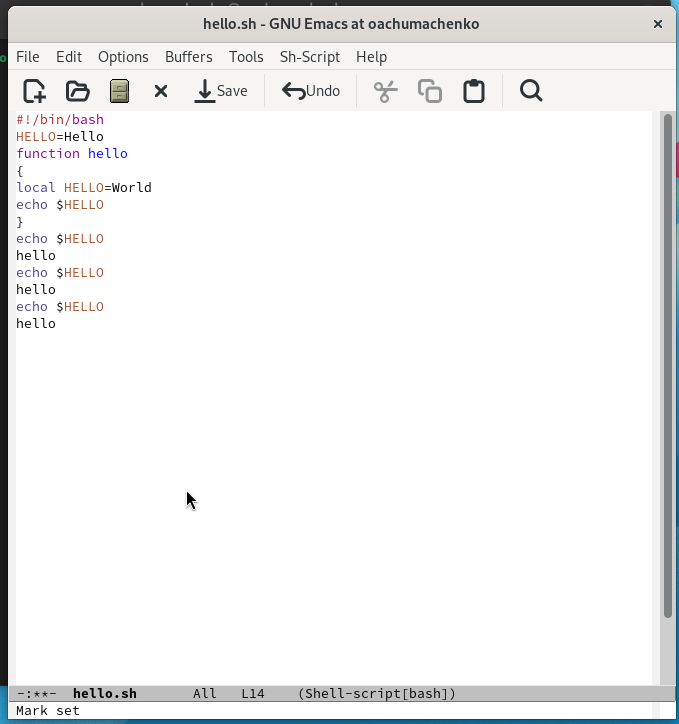 hello.sh - GNU Emacs at oachumachenko
File Edit Options Buffers Tools Sh-Script Help
Save Undo
#!/bin/bash
HELLO=Hello
function hello
{
local HELLO=World
echo $HELLO
}
echo $HELLO
hello
echo $HELLO
hello
echo $HELLO
hello
-:**- hello.sh All L14 (Shell-script[bash])
Mark set